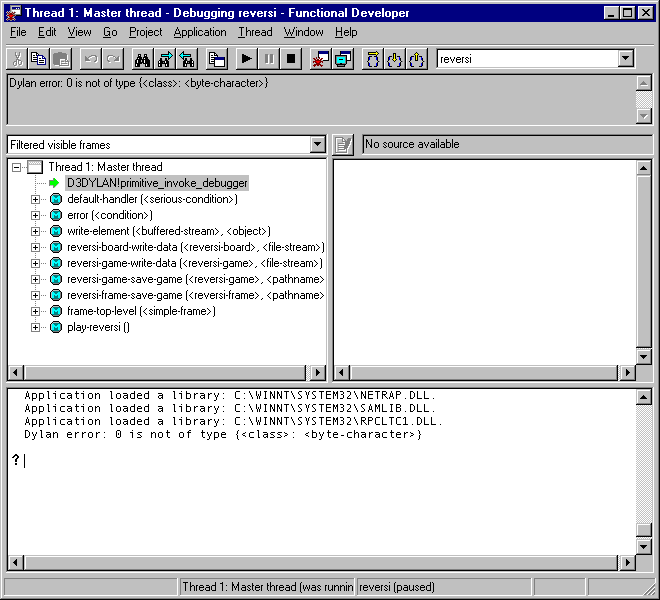 Thread 1: Master thread - Debugging reversi - Functional Developer
File Edit View Go Project Application Thread Window Help
reversi
Dylan error: 0 is not of type {<class>: <byte-character>}
Filtered visible frames
No source available
Thread 1: Master thread
D3DYLAN!primitive_invoke_debugger
default-handler (<serious-condition>)
error (<condition>)
write-element (<buffered-stream>, <object>)
reversi-board-write-data (<reversi-board>, <file-stream>)
reversi-game-write-data (<reversi-game>, <file-stream>)
reversi-game-save-game (<reversi-game>, <pathname>
reversi-frame-save-game (<reversi-frame>, <pathname>
frame-top-level (<simple-frame>)
play-reversi ()
Application loaded a library: C:\WINNT\SYSTEM32\NETRAP.DLL.
Application loaded a library: C:\WINNT\SYSTEM32\SAMLIB.DLL.
Application loaded a library: C:\WINNT\SYSTEM32\RPCLTC1.DLL.
Dylan error: 0 is not of type {<class>: <byte-character>}
?
Thread 1: Master thread (was runnin
reversi (paused)